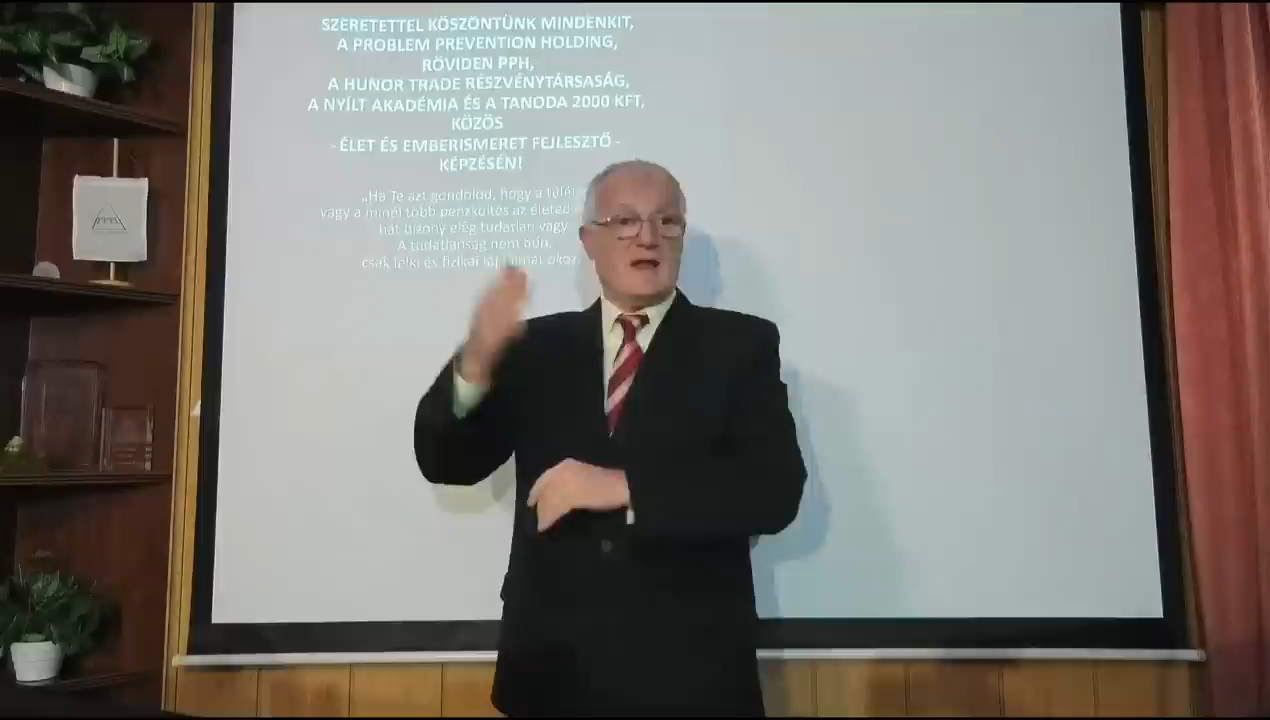 SZERETETTEL KÖSZÖNTÜNK MINDENKIT,
A PROBLEM PREVENTION HOLDING,
RÖVIDEN PPH,
A HUNOR TRADE RÉSZVÉNYTÁRSASÁG,
A NYÍLT AKADÉMIA ÉS A TANODA 2000 KFT,
KÖZÖS
- ÉLET ÉS EMBERISMERET FEJLESZTŐ -
KÉPZÉSÉN!
„Ha Te azt gondolod, hogy a
vagy a minél több pénzköltés az életed
hát bizony elég tudatlan vagy.
A tudatlanság nem bűn,
csak lelki és fizikai